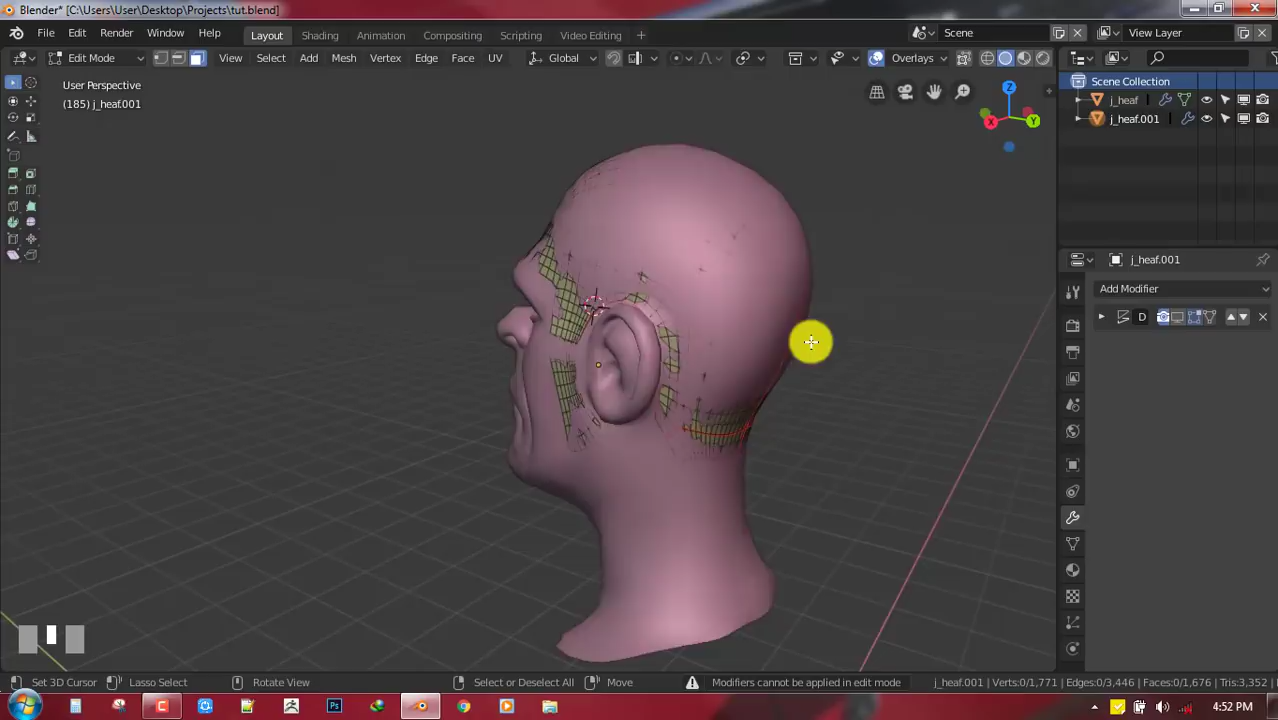 Blender* [C:\Users\User\Desktop\Projects\tut.blend]
File Edit Render Window Help Layout Shading Animation Compositing Scripting Video Editing + Scene View Layer
Edit Mode View Select Add Mesh Vertex Edge Face UV Global Overlays
User Perspective
(185) j_heaf.001
Z
X
Y
Scene Collection
j_heaf
j_heaf.001
j_heaf.001
Add Modifier
D
Set 3D Cursor Lasso Select Rotate View Select or Deselect All Move Modifiers cannot be applied in edit mode j_heaf.001 | Verts:0/1,771 | Edges:0/3,446 | Faces:0/1,676 | Tris:3,352
Ps 4:52 PM